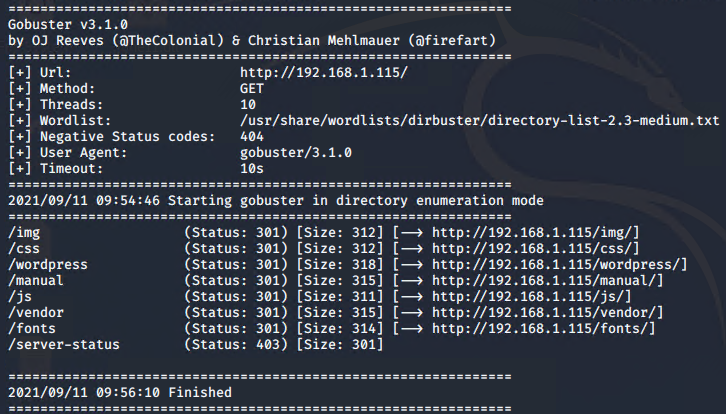 ===============================================================
Gobuster v3.1.0
by OJ Reeves (@TheColonial) & Christian Mehlmauer (@firefart)
===============================================================
[+] Url:                     http://192.168.1.115/
[+] Method:                  GET
[+] Threads:                 10
[+] Wordlist:                /usr/share/wordlists/dirbuster/directory-list-2.3-medium.txt
[+] Negative Status codes:   404
[+] User Agent:              gobuster/3.1.0
[+] Timeout:                 10s
===============================================================
2021/09/11 09:54:46 Starting gobuster in directory enumeration mode
===============================================================
/img                  (Status: 301) [Size: 312] [--> http://192.168.1.115/img/]
/css                  (Status: 301) [Size: 312] [--> http://192.168.1.115/css/]
/wordpress            (Status: 301) [Size: 318] [--> http://192.168.1.115/wordpress/]
/manual               (Status: 301) [Size: 315] [--> http://192.168.1.115/manual/]
/js                   (Status: 301) [Size: 311] [--> http://192.168.1.115/js/]
/vendor               (Status: 301) [Size: 315] [--> http://192.168.1.115/vendor/]
/fonts                (Status: 301) [Size: 314] [--> http://192.168.1.115/fonts/]
/server-status        (Status: 403) [Size: 301]
===============================================================
2021/09/11 09:56:10 Finished
===============================================================